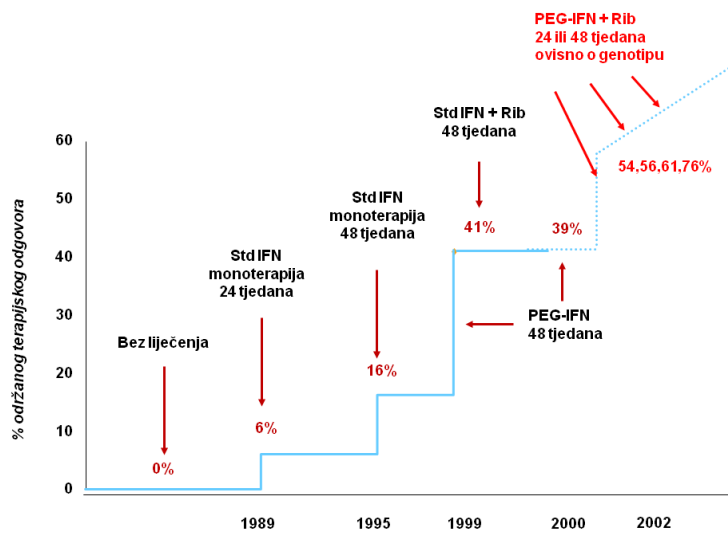 PEG-IFN + Rib
24 ili 48 tjedana
ovisno o genotipu
Std IFN + Rib
48 tjedana
60
54,56,61,76%
50
Std IFN
monoterapija
48 tjedana
41%
39%
Std IFN
monoterapija
24 tjedana
40
30
PEG-IFN
48 tjedana
Bez liječenja
20
16%
10
6%
0%
0
% održanog terapijskog odgovora
1989
1995
1999
2000
2002